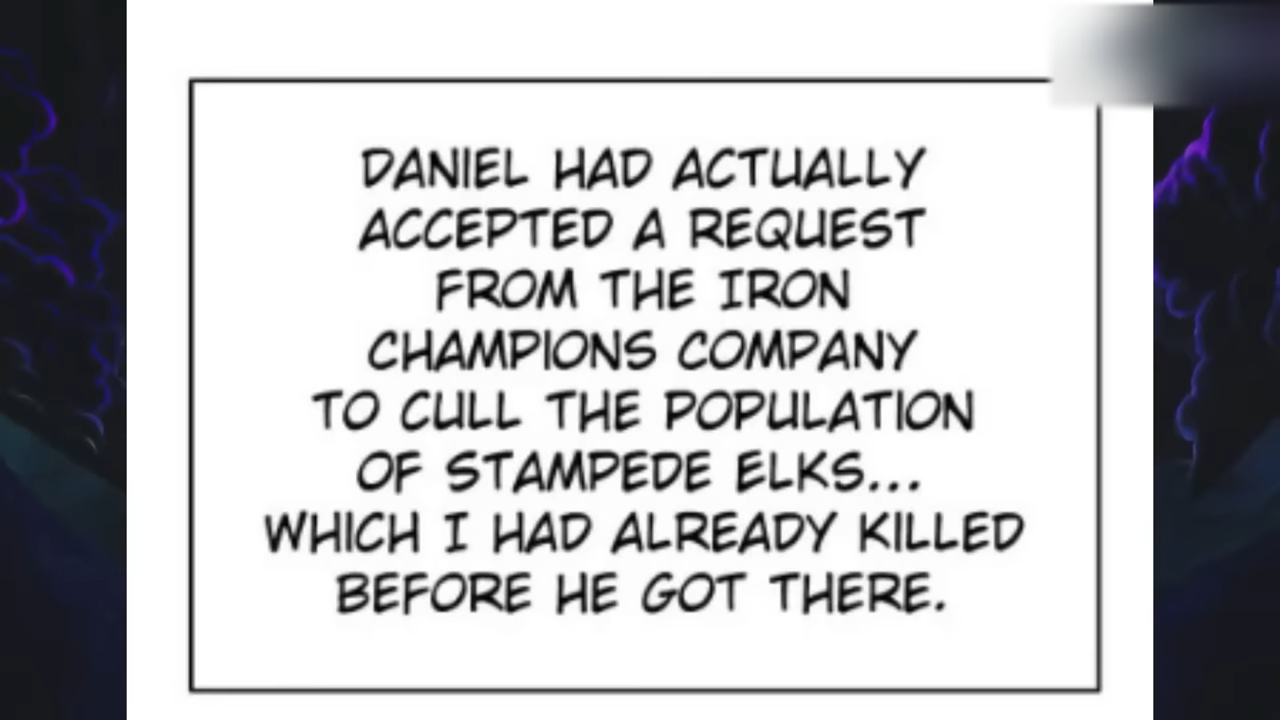 DANIEL HAD ACTUALLY
ACCEPTED A REQUEST
FROM THE IRON
CHAMPIONS COMPANY
TO CULL THE POPULATION
OF STAMPEDE ELKS...
WHICH I HAD ALREADY KILLED
BEFORE HE GOT THERE.